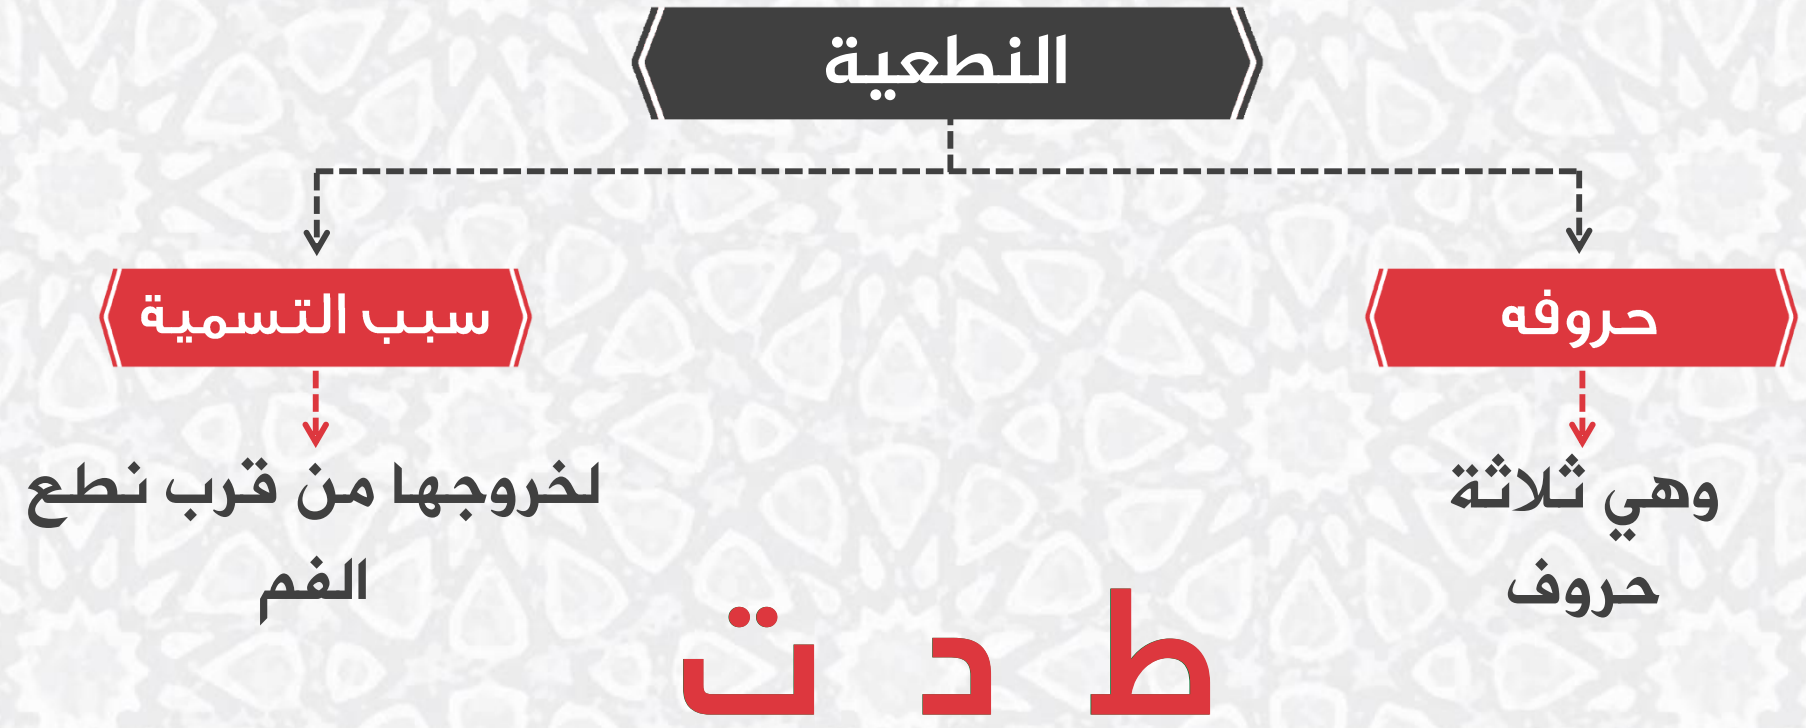 النطعية
حروفه
وهي ثلاثة
حروف
سبب التسمية
لخروجها من قرب نطع
الفم
ط د ت